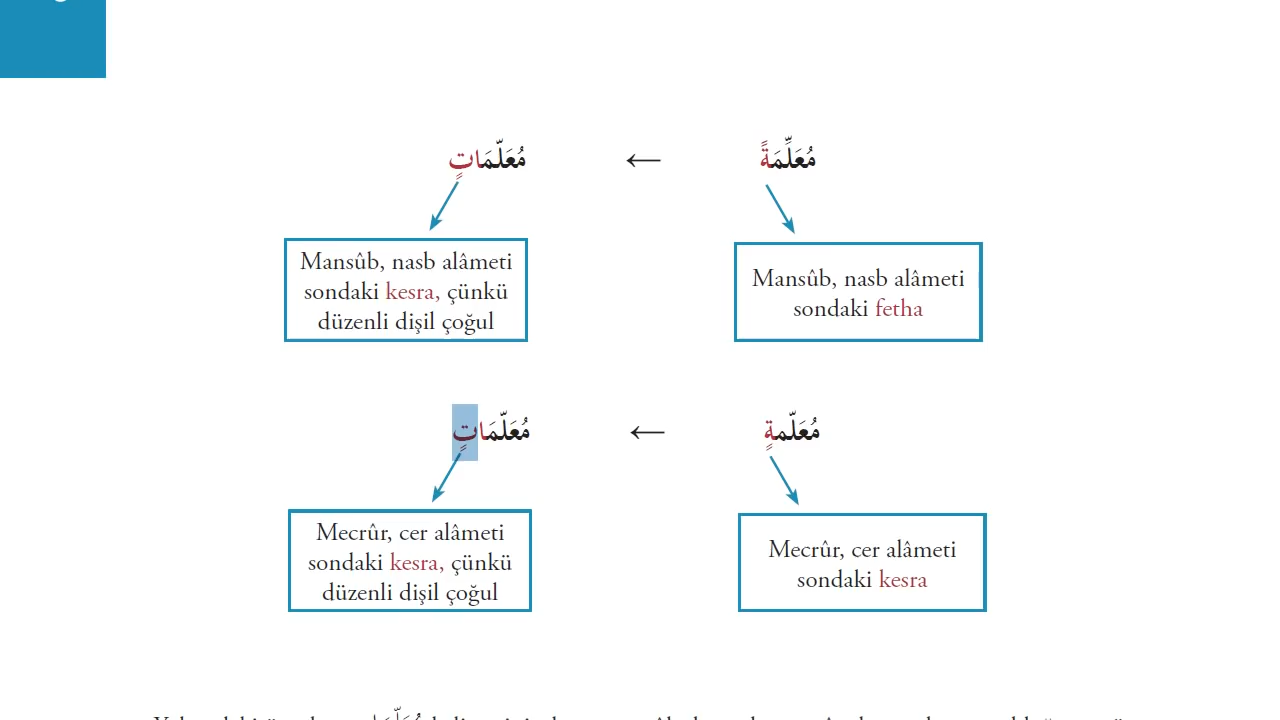 مُعَلِّمَةً ← مُعَلّمَاتٍ
Mansûb, nasb alâmeti
sondaki fetha
Mansûb, nasb alâmeti
sondaki kesra, çünkü
düzenli dişil çoğul
مُعَلّمةٍ ← مُعَلّمَاتٍ
Mecrûr, cer alâmeti
sondaki kesra
Mecrûr, cer alâmeti
sondaki kesra, çünkü
düzenli dişil çoğul